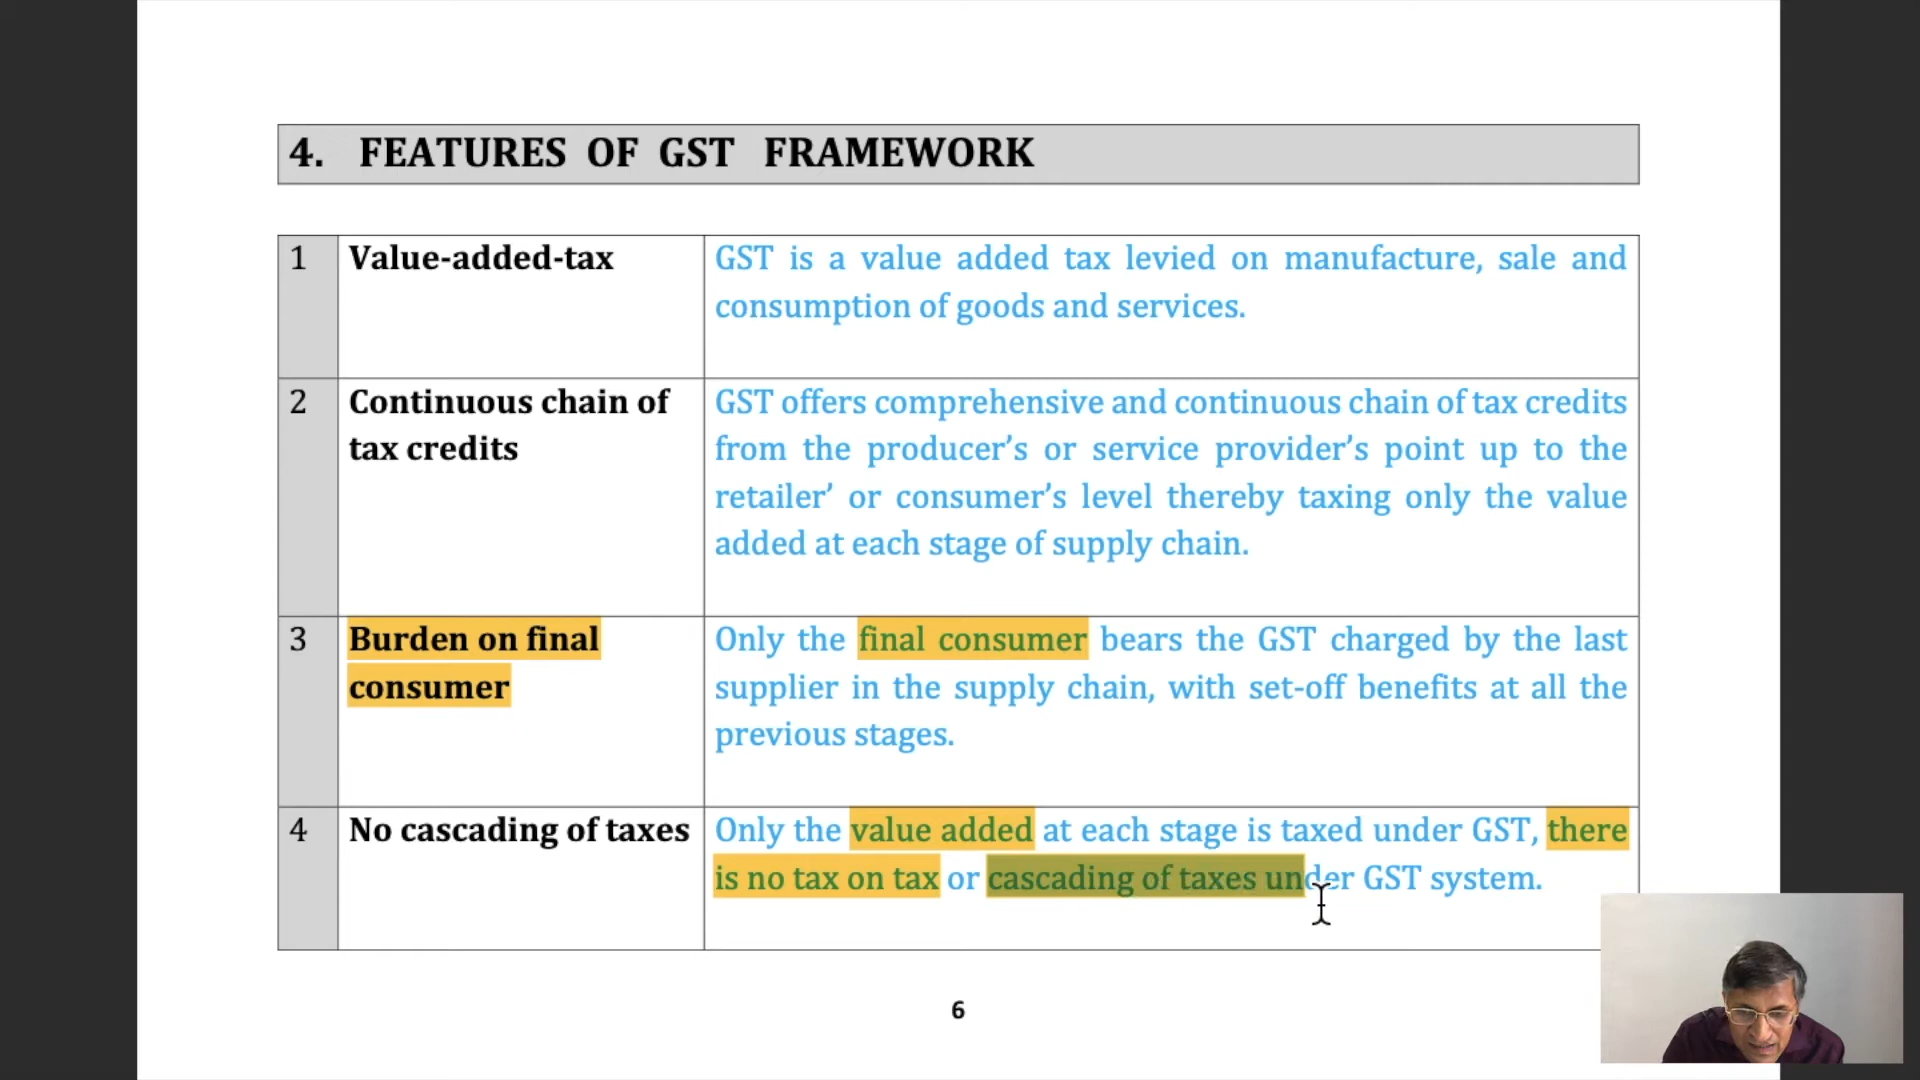 4. FEATURES OF GST FRAMEWORK
1 Value-added-tax GST is a value added tax levied on manufacture, sale and
consumption of goods and services.
2 Continuous chain of GST offers comprehensive and continuous chain of tax credits
tax credits from the producer’s or service provider’s point up to the
retailer’ or consumer’s level thereby taxing only the value
added at each stage of supply chain.
3 Burden on final Only the final consumer bears the GST charged by the last
consumer supplier in the supply chain, with set-off benefits at all the
previous stages.
4 No cascading of taxes Only the value added at each stage is taxed under GST, there
is no tax on tax or cascading of taxes under GST system.
6